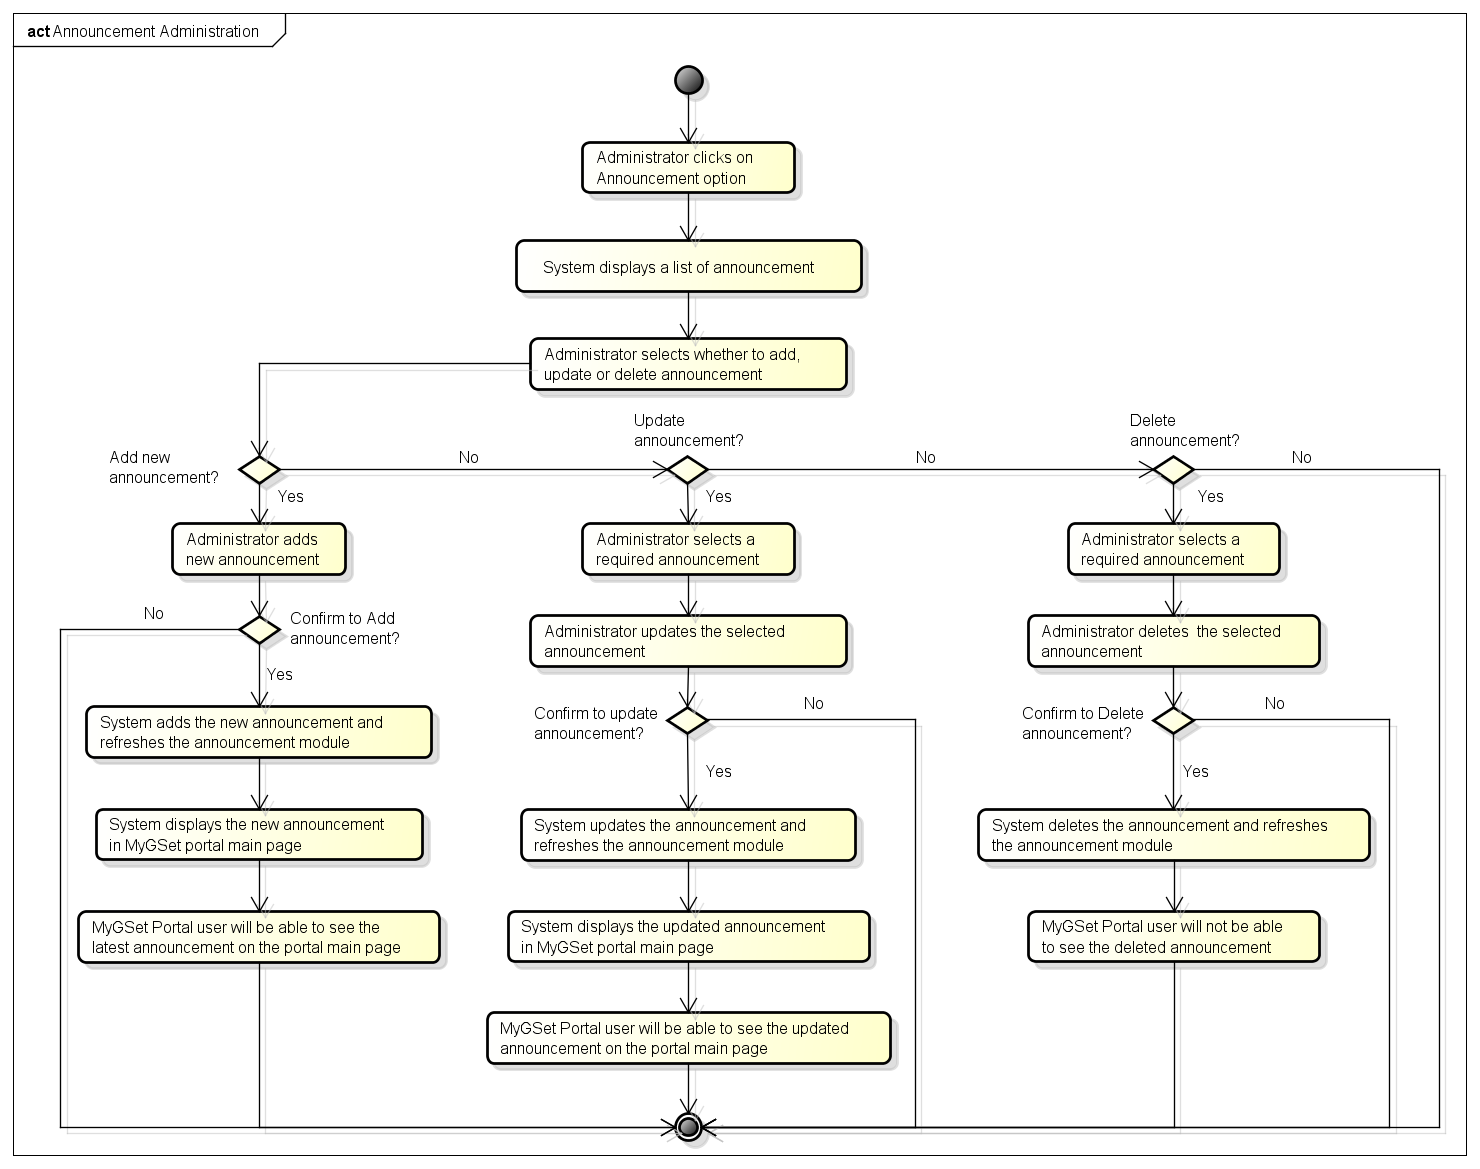 act Announcement Administration
Administrator clicks on
Announcement option
System displays a list of announcement
Administrator selects whether to add,
update or delete announcement
Add new
announcement?
No
Update
announcement?
No
Delete
announcement?
No
Yes
Yes
Yes
Administrator adds
new announcement
No
Confirm to Add
announcement?
Yes
System adds the new announcement and
refreshes the announcement module
System displays the new announcement
in MyGSet portal main page
MyGSet Portal user will be able to see the
latest announcement on the portal main page
Administrator selects a
required announcement
Administrator updates the selected
announcement
Confirm to update
announcement?
No
Yes
System updates the announcement and
refreshes the announcement module
System displays the updated announcement
in MyGSet portal main page
MyGSet Portal user will be able to see the updated
announcement on the portal main page
Administrator selects a
required announcement
Administrator deletes  the selected
announcement
Confirm to Delete
announcement?
No
Yes
System deletes the announcement and refreshes
the announcement module
MyGSet Portal user will not be able
to see the deleted announcement